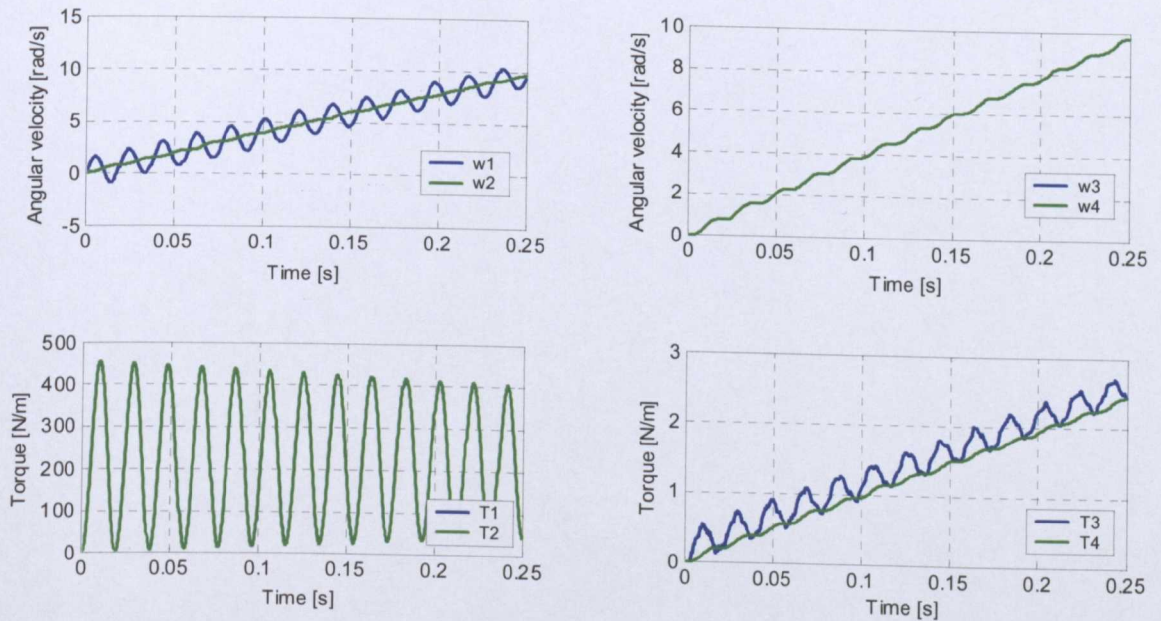 Angular velocity [rad/s]
15
10
5
0
-5
w1
w2
0 0.05 0.1 0.15 0.2 0.25
Time [s]
Angular velocity [rad/s]
10
8
6
4
2
0
w3
w4
0 0.05 0.1 0.15 0.2 0.25
Time [s]
Torque [N/m]
500
400
300
200
100
0
T1
T2
0 0.05 0.1 0.15 0.2 0.25
Time [s]
Torque [N/m]
3
2
1
0
T3
T4
0 0.05 0.1 0.15 0.2 0.25
Time [s]